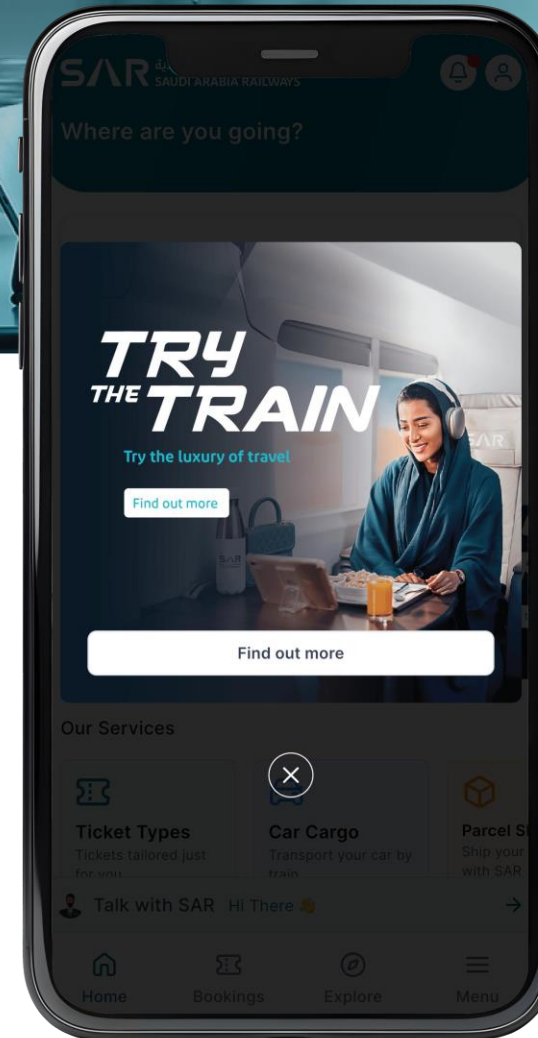 SAR
SAUDI ARABIA RAILWAYS
Where are you going?
TRY
THE TRAIN
Try the luxury of travel
Find out more
SAR
SAR
Find out more
Our Services
Ticket Types
Tickets tailored just
for you
Car Cargo
Transport your car by
train
Parcel S
Ship your
with SAR
Talk with SAR Hi There 👋
Home
Bookings
Explore
Menu